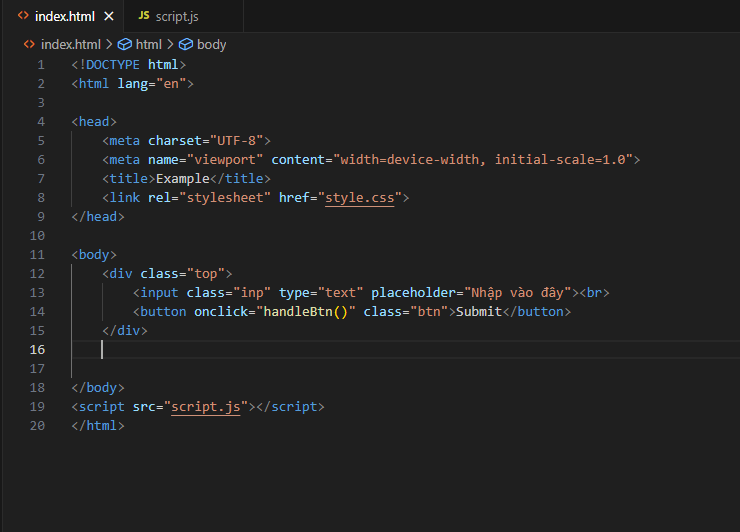 index.html
JS script.js
index.html > html > body
1 <!DOCTYPE html>
2 <html lang="en">
3
4 <head>
5     <meta charset="UTF-8">
6     <meta name="viewport" content="width=device-width, initial-scale=1.0">
7     <title>Example</title>
8     <link rel="stylesheet" href="style.css">
9 </head>
10
11 <body>
12     <div class="top">
13         <input class="inp" type="text" placeholder="Nhập vào đây"><br>
14         <button onclick="handleBtn()" class="btn">Submit</button>
15     </div>
16
17
18 </body>
19 <script src="script.js"></script>
20 </html>